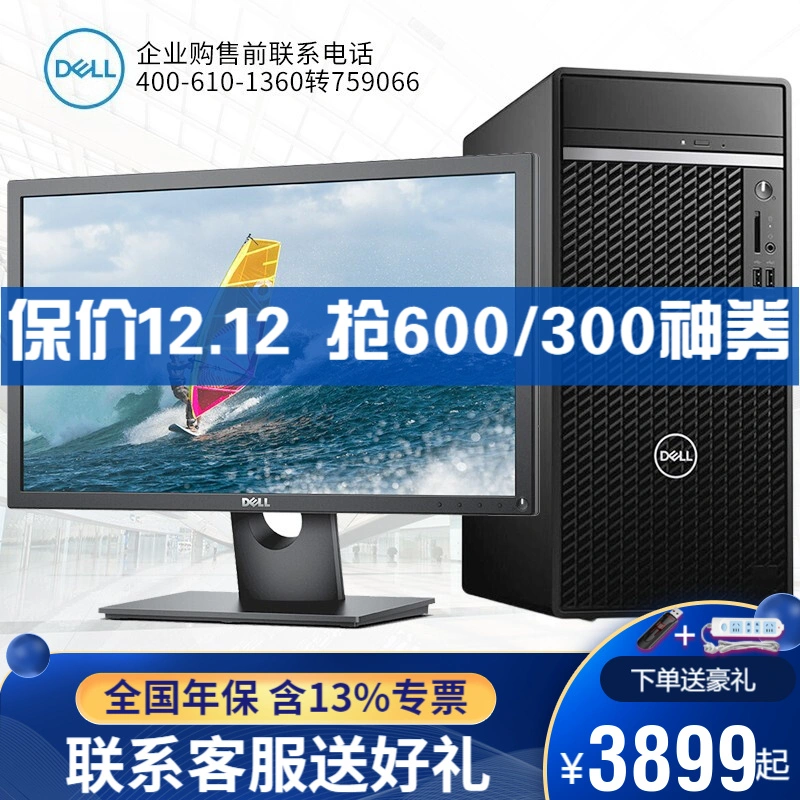 DELL
企业购售前联系电话
400-610-1360转759066
保价12.12 抢600/300神券
DELL
DELL
+
下单送豪礼
全国年保 含13%专票
联系客服送好礼
¥3899起